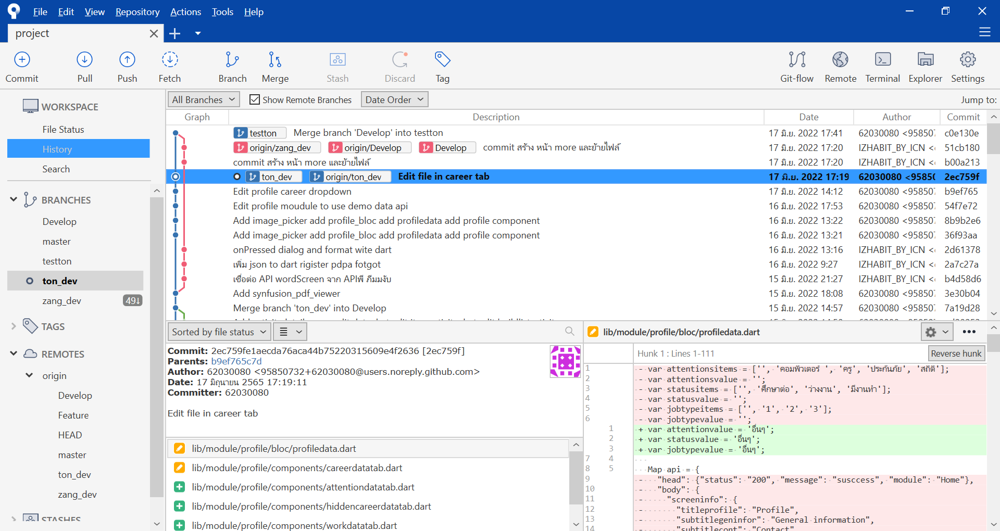 File Edit View Repository Actions Tools Help
project
Commit Pull Push Fetch Branch Merge Stash Discard Tag Git-flow Remote Terminal Explorer Settings
WORKSPACE
File Status
History
Search
BRANCHES
Develop
master
testton
ton_dev
zang_dev 49↓
TAGS
REMOTES
origin
Develop
Feature
HEAD
master
ton_dev
zang_dev
STASHES
All Branches Show Remote Branches Date Order Jump to:
Graph Description Date Author Commit
testton Merge branch 'Develop' into testton 17 มิ.ย. 2022 17:41 62030080 <95850 c0e130e
origin/zang_dev origin/Develop Develop commit สร้าง หน้า more และย้ายไฟล์ 17 มิ.ย. 2022 17:20 IZHABIT_BY_ICN < 51cb180
commit สร้าง หน้า more และย้ายไฟล์ 17 มิ.ย. 2022 17:20 IZHABIT_BY_ICN < b00a213
ton_dev origin/ton_dev Edit file in career tab 17 มิ.ย. 2022 17:19 62030080 <9585 2ec759f
Edit profile career dropdown 17 มิ.ย. 2022 14:12 62030080 <95850 b9ef765
Edit profile moudule to use demo data api 16 มิ.ย. 2022 17:53 62030080 <95850 54f7e72
Add image_picker add profile_bloc add profiledata add profile component 16 มิ.ย. 2022 13:22 62030080 <95850 8b9b2e6
Add image_picker add profile_bloc add profiledata add profile component 16 มิ.ย. 2022 13:21 62030080 <95850 36f93aa
onPressed dialog and format wite dart 16 มิ.ย. 2022 13:16 IZHABIT_BY_ICN < 2d61378
เพิ่ม json to dart rigister pdpa fotgot 16 มิ.ย. 2022 9:27 IZHABIT_BY_ICN < 2a7c27a
เชื่อต่อ API wordScreen จาก APIพี่ ภีมมงับ 15 มิ.ย. 2022 21:27 IZHABIT_BY_ICN < b4d58d6
Add synfusion_pdf_viewer 15 มิ.ย. 2022 18:08 62030080 <95850 3e30b04
Merge branch 'ton_dev' into Develop 15 มิ.ย. 2022 14:57 62030080 <95850 7a19d28
Sorted by file status
Commit: 2ec759fe1aecda76aca44b75220315609e4f2636 [2ec759f]
Parents: b9ef765c7d
Author: 62030080 <95850732+62030080@users.noreply.github.com>
Date: 17 มิถุนายน 2565 17:19:11
Committer: 62030080
Edit file in career tab
lib/module/profile/bloc/profiledata.dart
lib/module/profile/components/careerdatatab.dart
lib/module/profile/components/attentiondatatab.dart
lib/module/profile/components/hiddencareerdatatab.dart
lib/module/profile/components/workdatatab.dart
lib/module/profile/bloc/profiledata.dart
Hunk 1 : Lines 1-111 Reverse hunk
1 - var attentionsitems = ['', 'คอมพิวเตอร์ ', 'ครู', 'ประกันภัย', 'สถิติ'];
2 - var attentionsvalue = '';
3 - var statusitems = ['', 'ศึกษาต่อ', 'ว่างงาน', 'มีงานทำ'];
4 - var statusvalue = '';
5 - var jobtypeitems = ['', '1', '2', '3'];
6 - var jobtypevalue = '';
1 + var attentionvalue = 'อื่นๆ';
2 + var statusvalue = 'อื่นๆ';
3 + var jobtypevalue = 'อื่นๆ';
7 4
8 5 Map api = {
9 - "head": {"status": "200", "message": "susccess", "module": "Home"},
10 - "body": {
11 - "screeninfo": {
12 - "titleprofile": "Profile",
13 - "subtitlegeninfor": "General information",
14 - "subtitlecont": "Contact"